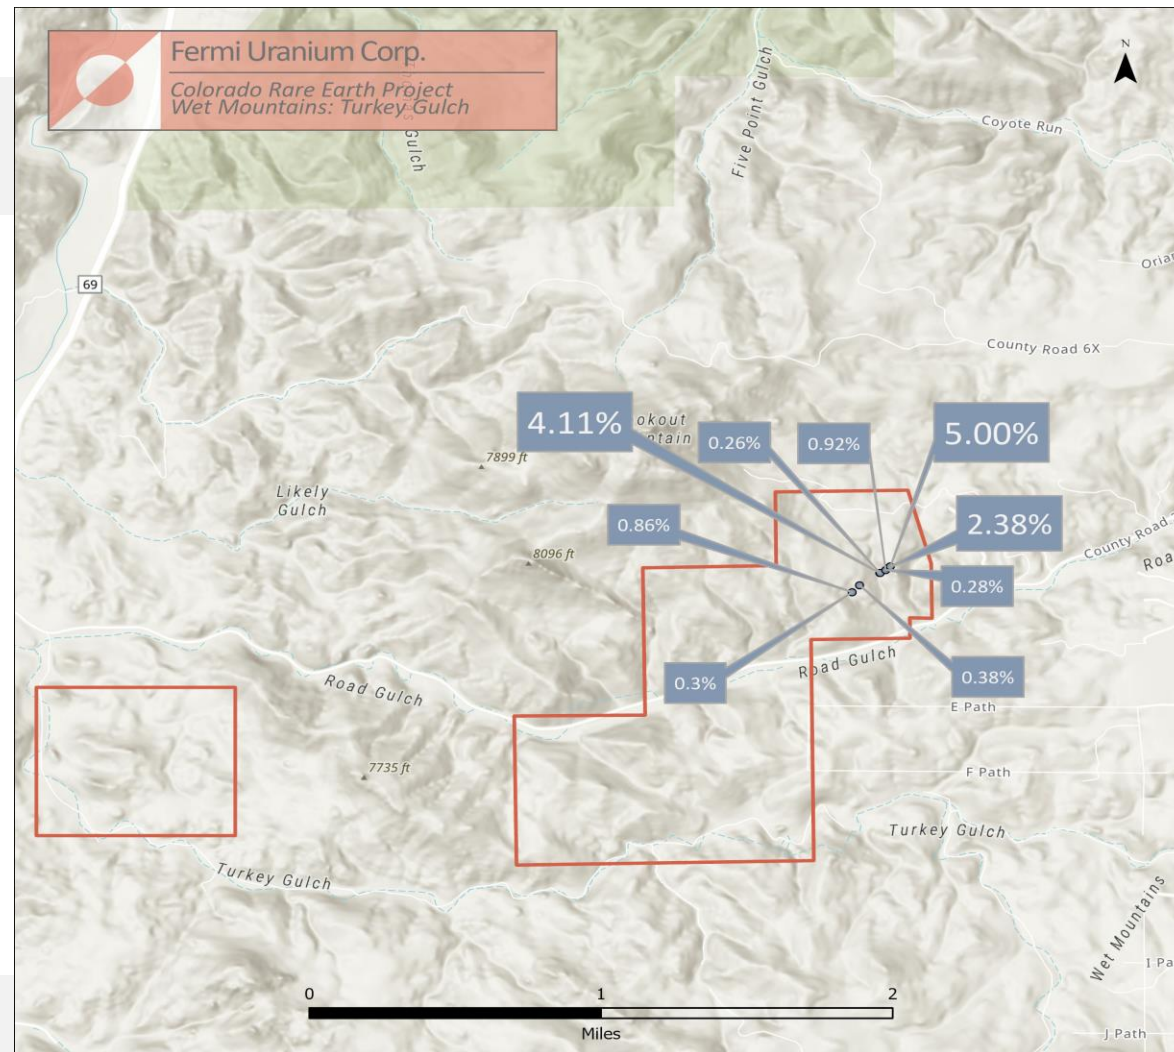 Fermi Uranium Corp.
Colorado Rare Earth Project
Wet Mountains: Turkey Gulch
Gulch
Five Point Gulch
N
Coyote Run
69
County Road 6X
4.11%
0.26%
0.92%
5.00%
7899 ft
Likely
Gulch
0.86%
2.38%
8096 ft
County Road
0.28%
0.3%
Road Gulch
0.38%
E Path
Road Gulch
7735 ft
F Path
Turkey Gulch
Turkey Gulch
Wet Mountains
J Path
0
1
2
Miles